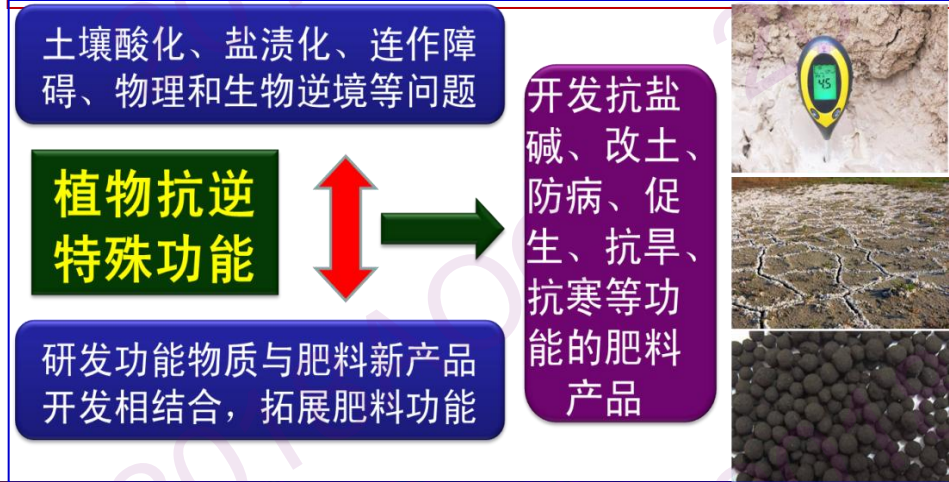 土壤酸化、盐渍化、连作障
碍、物理和生物逆境等问题
植物抗逆
特殊功能
研发功能物质与肥料新产品
开发相结合，拓展肥料功能
开发抗盐
碱、改土、
防病、促
生、抗旱、
抗寒等功
能的肥料
产品